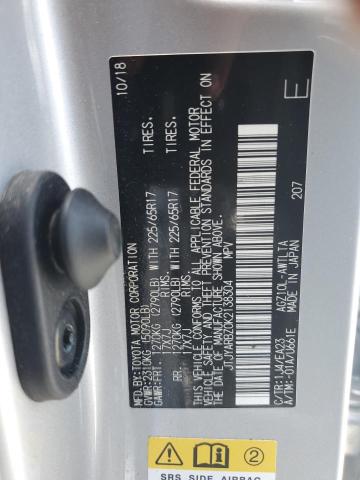 MFD.BY:TOYOTA MOTOR CORPORATION 10/18
GVWR:2310KG (5090LB)
GAWR:FRT. 1270KG (2790LB) WITH 225/65R17 TIRES.
17X7J RIMS.
RR. 1270KG (2790LB) WITH 225/65R17 TIRES.
17X7J RIMS.
THIS VEHICLE CONFORMS TO ALL APPLICABLE FEDERAL MOTOR
VEHICLE SAFETY AND THEFT PREVENTION STANDARDS IN EFFECT ON
THE DATE OF MANUFACTURE SHOWN ABOVE.
JTJYARBZ0K2138304 MPV
C/TR:1J4/EA23 AGZ10L-AWTLTA
A/TM:-01A/U661E MADE IN JAPAN
207
E
2
SRS SIDE AIRBAG